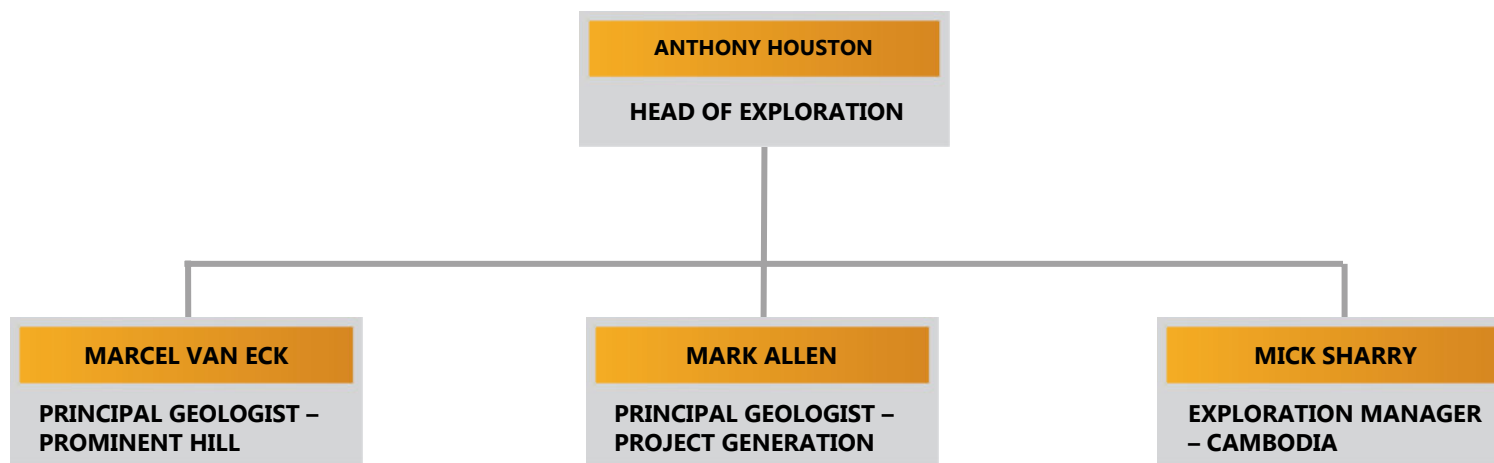 ANTHONY HOUSTON
HEAD OF EXPLORATION
MARCEL VAN ECK
PRINCIPAL GEOLOGIST –
PROMINENT HILL
MARK ALLEN
PRINCIPAL GEOLOGIST –
PROJECT GENERATION
MICK SHARRY
EXPLORATION MANAGER
– CAMBODIA